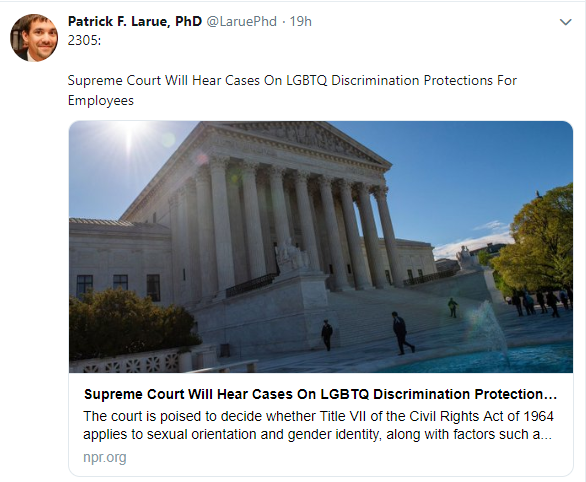 Patrick F. Larue, PhD @LaruePhd · 19h
2305:
Supreme Court Will Hear Cases On LGBTQ Discrimination Protections For
Employees
Supreme Court Will Hear Cases On LGBTQ Discrimination Protection...
The court is poised to decide whether Title VII of the Civil Rights Act of 1964
applies to sexual orientation and gender identity, along with factors such a...
npr.org